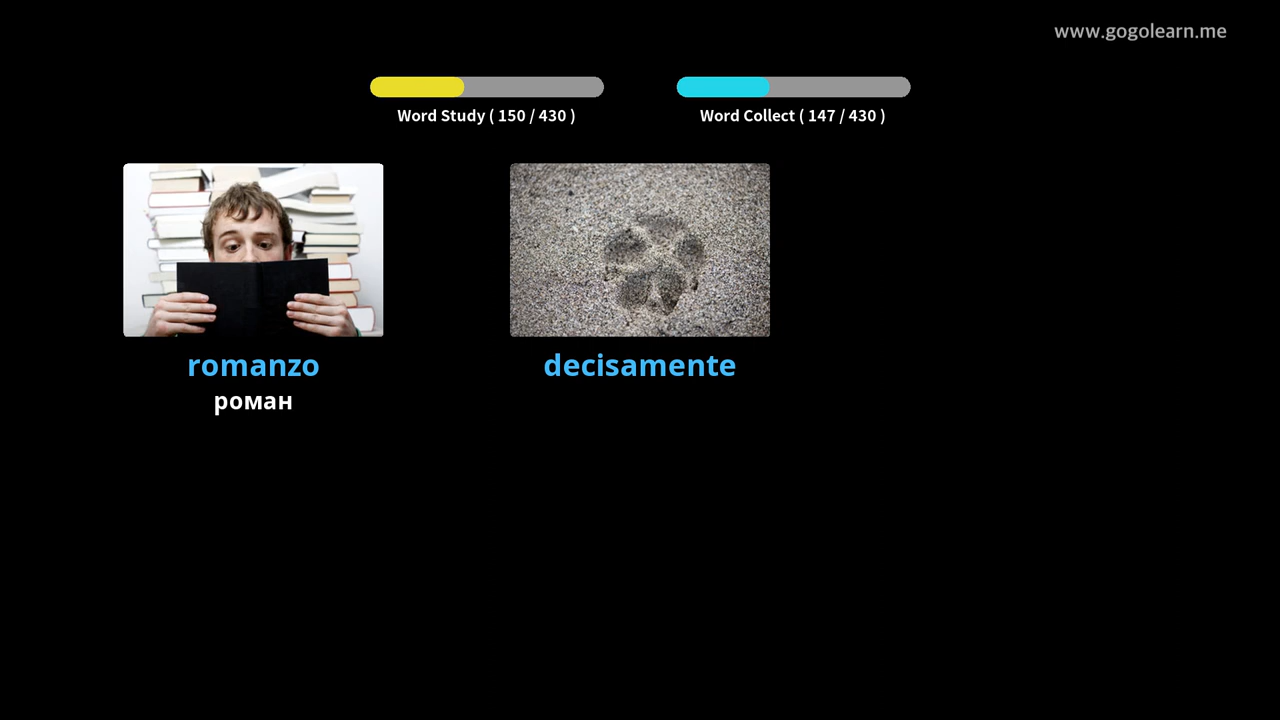 www.gogolearn.me
Word Study ( 150 / 430 )
Word Collect ( 147 / 430 )
romanzo
decisamente
роман